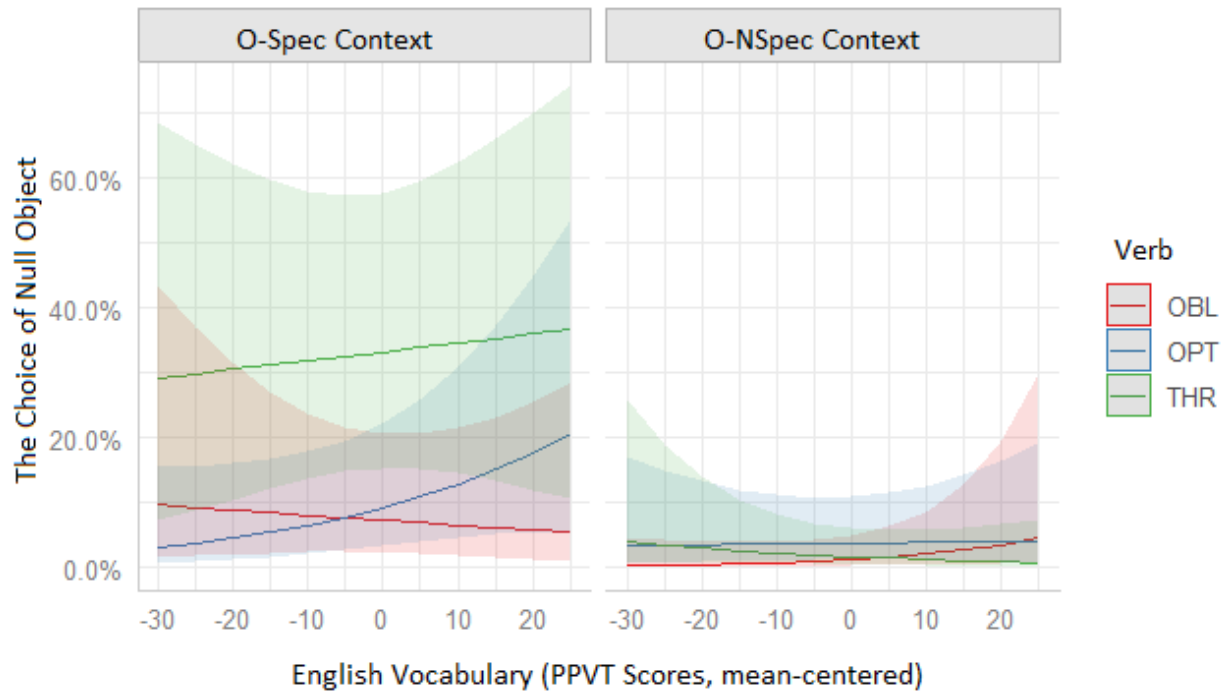 O-Spec Context
O-NSpec Context
The Choice of Null Object
60.0%
40.0%
20.0%
0.0%
-30 -20 -10 0 10 20
-30 -20 -10 0 10 20
English Vocabulary (PPVT Scores, mean-centered)
Verb
OBL
OPT
THR